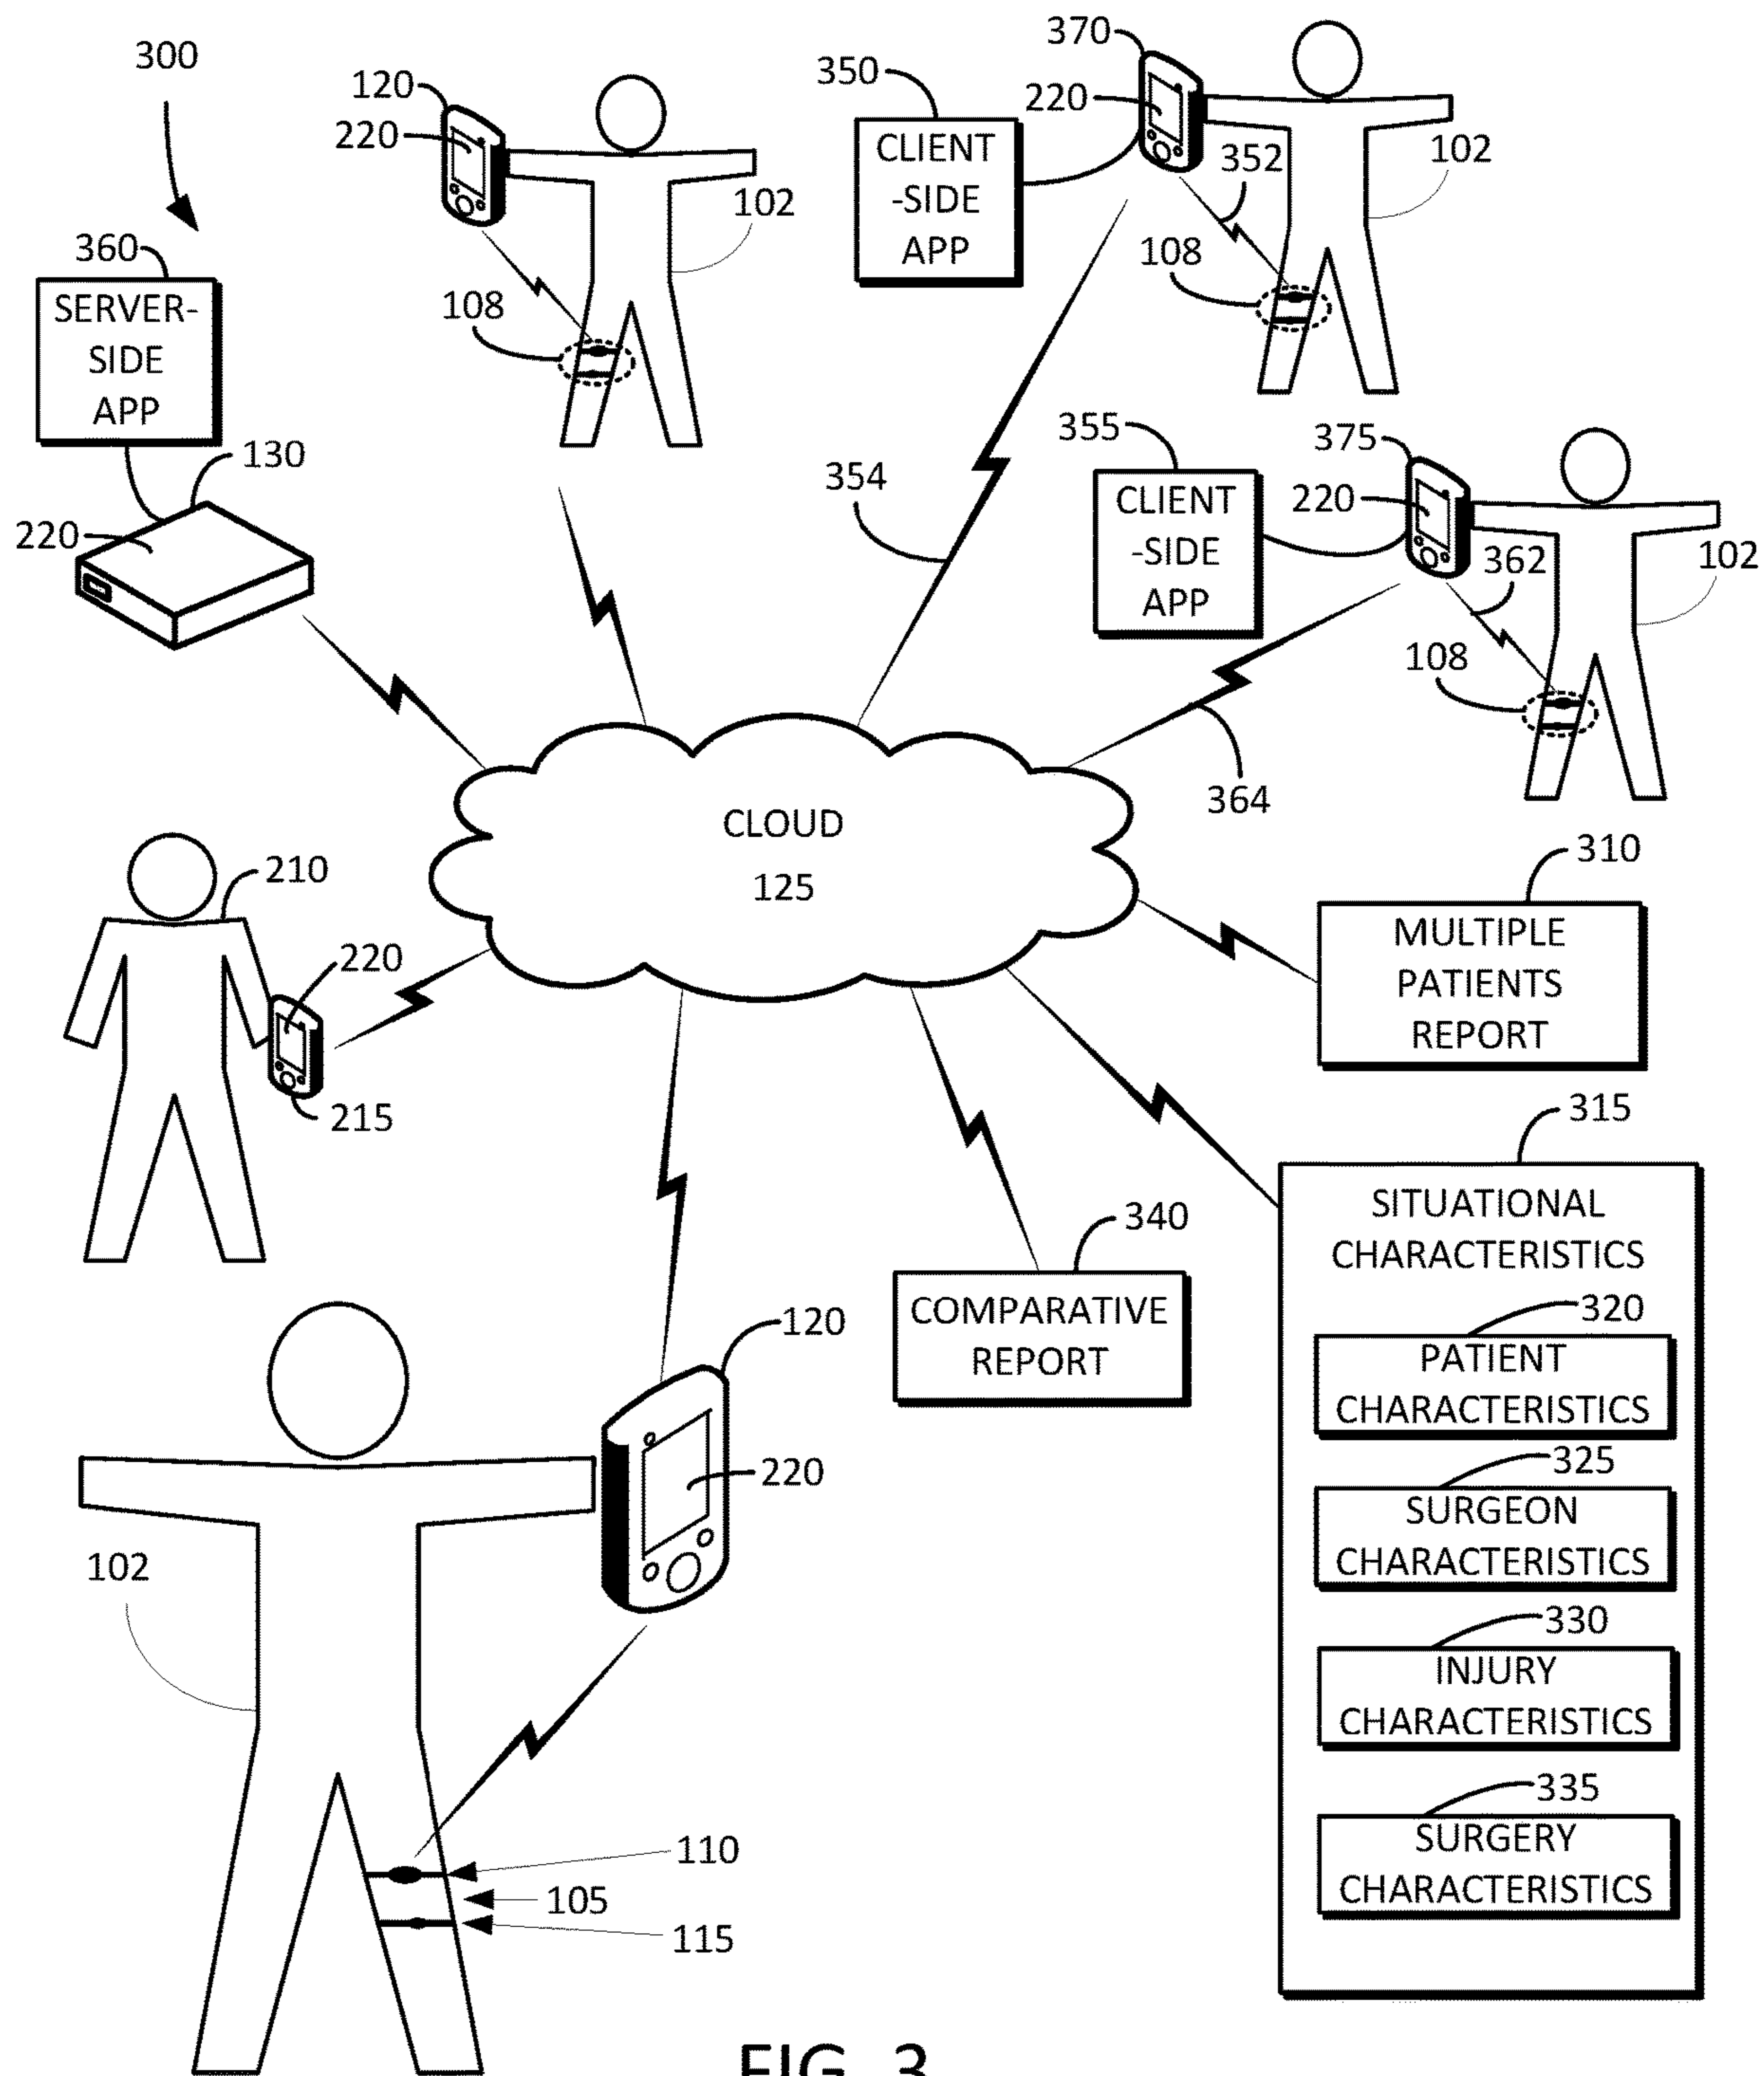 300
120
220
102
108
370
350
220
CLIENT
-SIDE
APP
352
102
108
360
SERVER-
SIDE
APP
130
220
354
355
375
220
CLIENT
-SIDE
APP
362
102
108
364
CLOUD
125
210
220
215
310
MULTIPLE
PATIENTS
REPORT
315
SITUATIONAL
CHARACTERISTICS
320
PATIENT
CHARACTERISTICS
325
SURGEON
CHARACTERISTICS
330
INJURY
CHARACTERISTICS
335
SURGERY
CHARACTERISTICS
340
COMPARATIVE
REPORT
120
220
102
110
105
115
FIG. 3